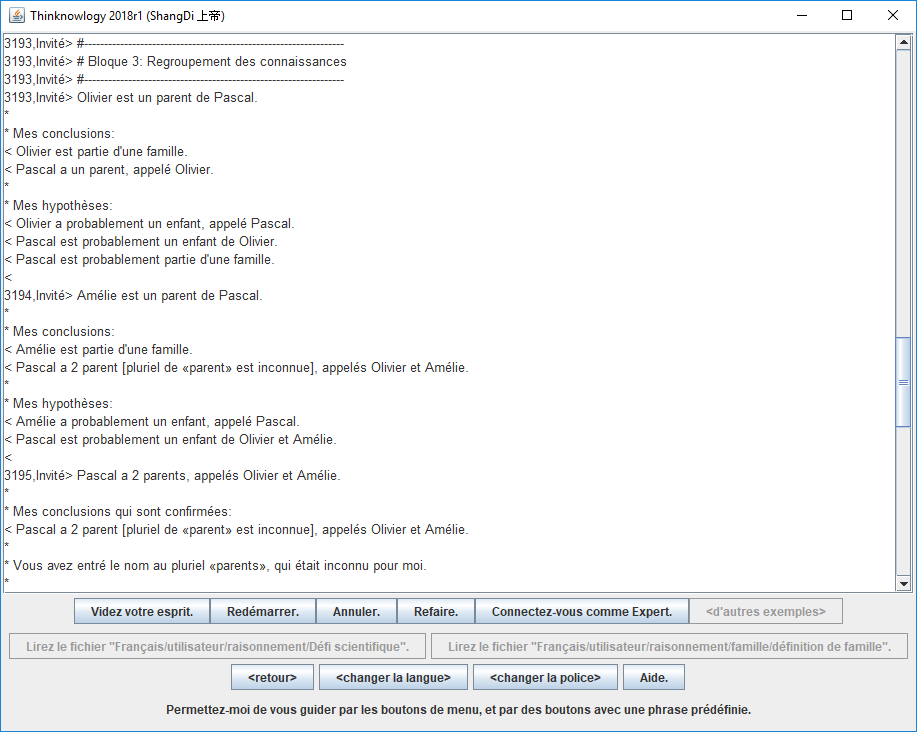 Thinknowlogy 2018r1 (ShangDi 上帝)
3193,Invité> #-----------------------------------------------------------------
3193,Invité> # Bloque 3: Regroupement des connaissances
3193,Invité> #-----------------------------------------------------------------
3193,Invité> Olivier est un parent de Pascal.
*
* Mes conclusions:
< Olivier est partie d'une famille.
< Pascal a un parent, appelé Olivier.
*
* Mes hypothèses:
< Olivier a probablement un enfant, appelé Pascal.
< Pascal est probablement un enfant de Olivier.
< Pascal est probablement partie d'une famille.
<
3194,Invité> Amélie est un parent de Pascal.
*
* Mes conclusions:
< Amélie est partie d'une famille.
< Pascal a 2 parent [pluriel de «parent» est inconnue], appelés Olivier et Amélie.
*
* Mes hypothèses:
< Amélie a probablement un enfant, appelé Pascal.
< Pascal est probablement un enfant de Olivier et Amélie.
<
3195,Invité> Pascal a 2 parents, appelés Olivier et Amélie.
*
* Mes conclusions qui sont confirmées:
< Pascal a 2 parent [pluriel de «parent» est inconnue], appelés Olivier et Amélie.
*
* Vous avez entré le nom au pluriel «parents», qui était inconnu pour moi.
*
Videz votre esprit. Redémarrer. Annuler. Refaire. Connectez-vous comme Expert. <d'autres exemples>
Lirez le fichier "Français/utilisateur/raisonnement/Défi scientifique". Lirez le fichier "Français/utilisateur/raisonnement/famille/définition de famille".
<retour> <changer la langue> <changer la police> Aide.
Permettez-moi de vous guider par les boutons de menu, et par des boutons avec une phrase prédéfinie.